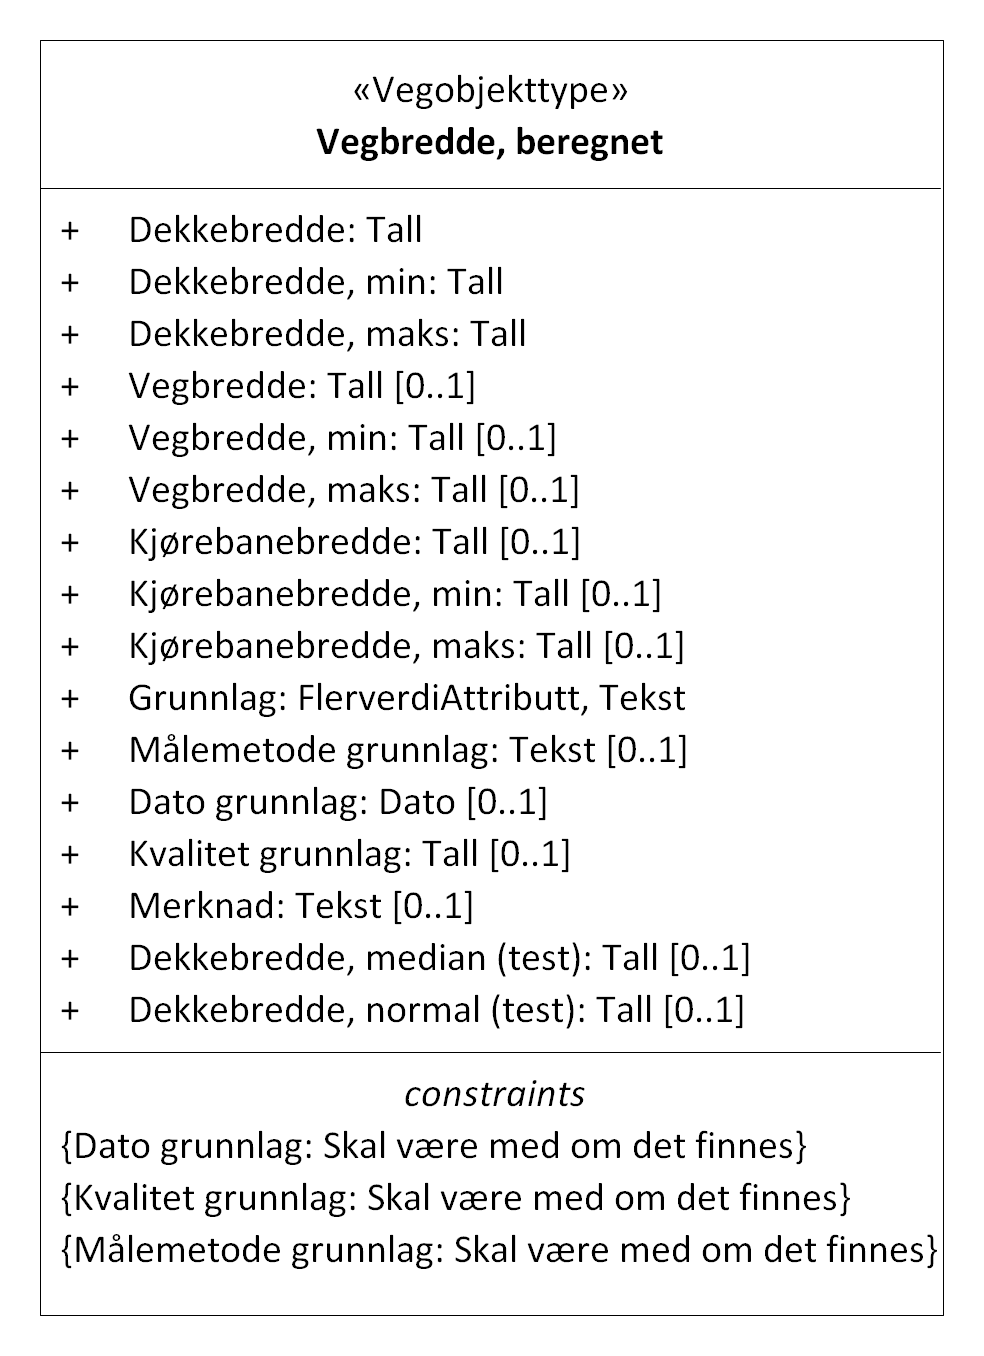 «Vegobjekttype»
Vegbredde, beregnet
+ Dekkebredde: Tall
+ Dekkebredde, min: Tall
+ Dekkebredde, maks: Tall
+ Vegbredde: Tall [0..1]
+ Vegbredde, min: Tall [0..1]
+ Vegbredde, maks: Tall [0..1]
+ Kjørebanebredde: Tall [0..1]
+ Kjørebanebredde, min: Tall [0..1]
+ Kjørebanebredde, maks: Tall [0..1]
+ Grunnlag: FlerverdiAttributt, Tekst
+ Målemetode grunnlag: Tekst [0..1]
+ Dato grunnlag: Dato [0..1]
+ Kvalitet grunnlag: Tall [0..1]
+ Merknad: Tekst [0..1]
+ Dekkebredde, median (test): Tall [0..1]
+ Dekkebredde, normal (test): Tall [0..1]
constraints
{Dato grunnlag: Skal være med om det finnes}
{Kvalitet grunnlag: Skal være med om det finnes}
{Målemetode grunnlag: Skal være med om det finnes}